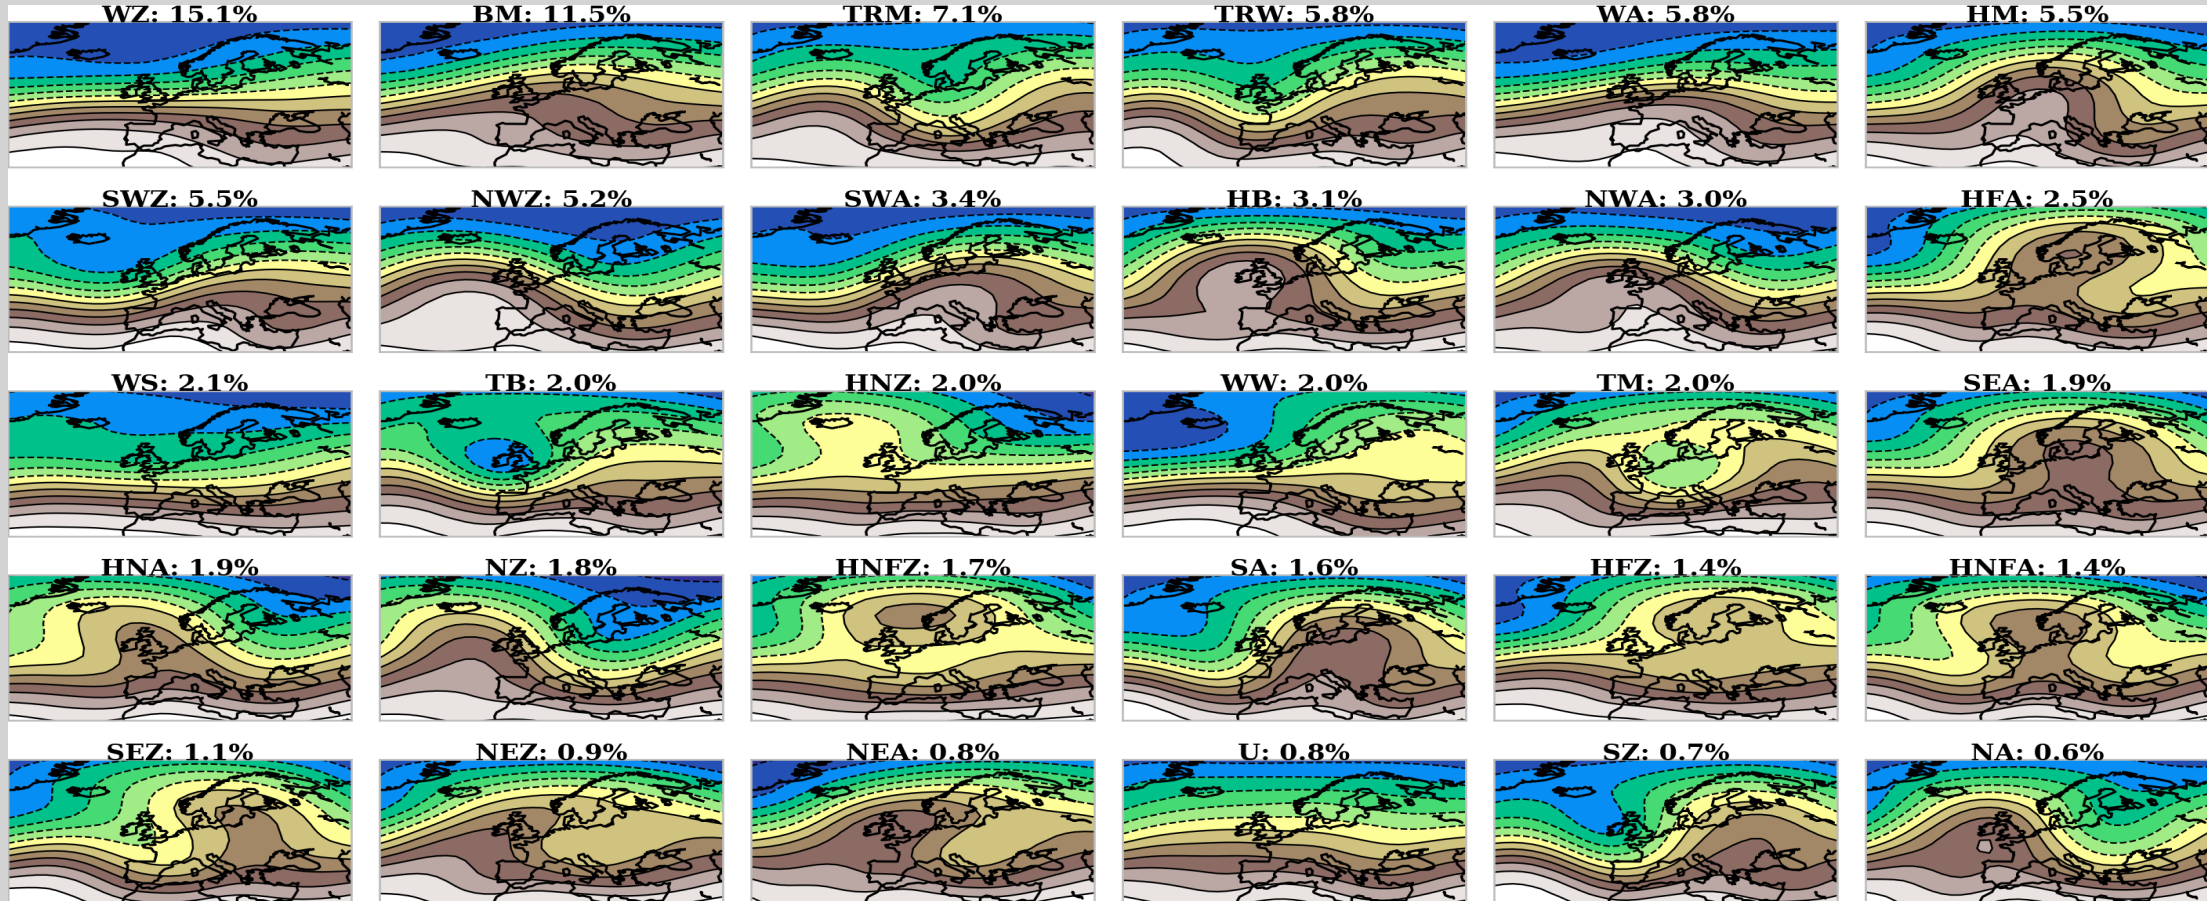 WZ: 15.1%
BM: 11.5%
TRM: 7.1%
TRW: 5.8%
WA: 5.8%
HM: 5.5%
SWZ: 5.5%
NWZ: 5.2%
SWA: 3.4%
HB: 3.1%
NWA: 3.0%
HFA: 2.5%
WS: 2.1%
TB: 2.0%
HNZ: 2.0%
WW: 2.0%
TM: 2.0%
SEA: 1.9%
HNA: 1.9%
NZ: 1.8%
HNFZ: 1.7%
SA: 1.6%
HFZ: 1.4%
HNFA: 1.4%
SEZ: 1.1%
NEZ: 0.9%
NEA: 0.8%
U: 0.8%
SZ: 0.7%
NA: 0.6%